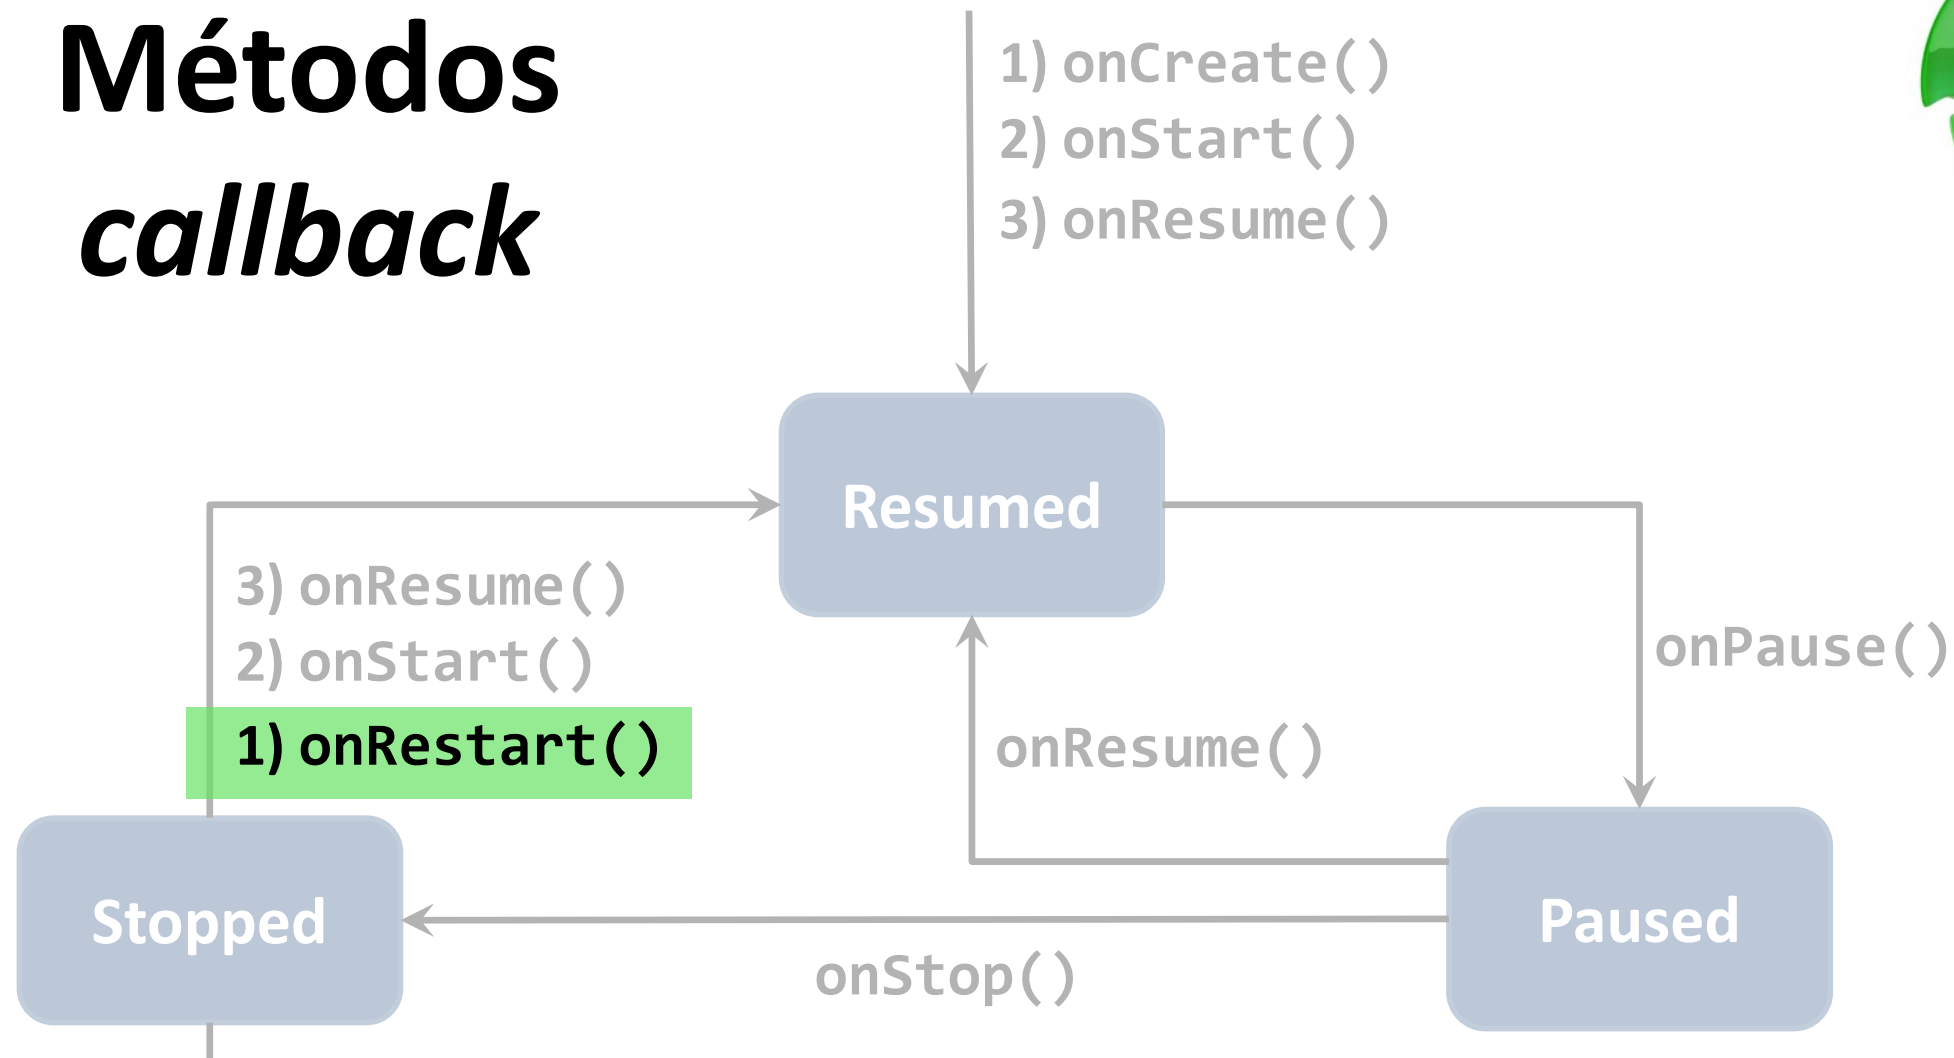 Métodos
callback
1) onCreate()
2) onStart()
3) onResume()
Resumed
3) onResume()
2) onStart()
1) onRestart()
onPause()
onResume()
Stopped
Paused
onStop()